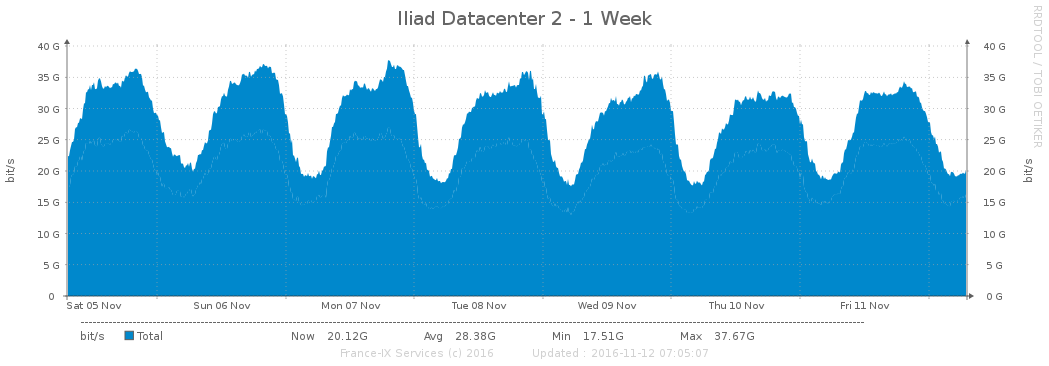 Iliad Datacenter 2 - 1 Week
RRDTOOL / TOBI OETIKER
40 G 40 G
35 G 35 G
30 G 30 G
25 G 25 G
20 G 20 G
15 G 15 G
10 G 10 G
5 G 5 G
0 0 G
bit/s bit/s
Sat 05 Nov Sun 06 Nov Mon 07 Nov Tue 08 Nov Wed 09 Nov Thu 10 Nov Fri 11 Nov
bit/s Total Now 20.12G Avg 28.38G Min 17.51G Max 37.67G
France-IX Services (c) 2016 Updated : 2016-11-12 07:05:07